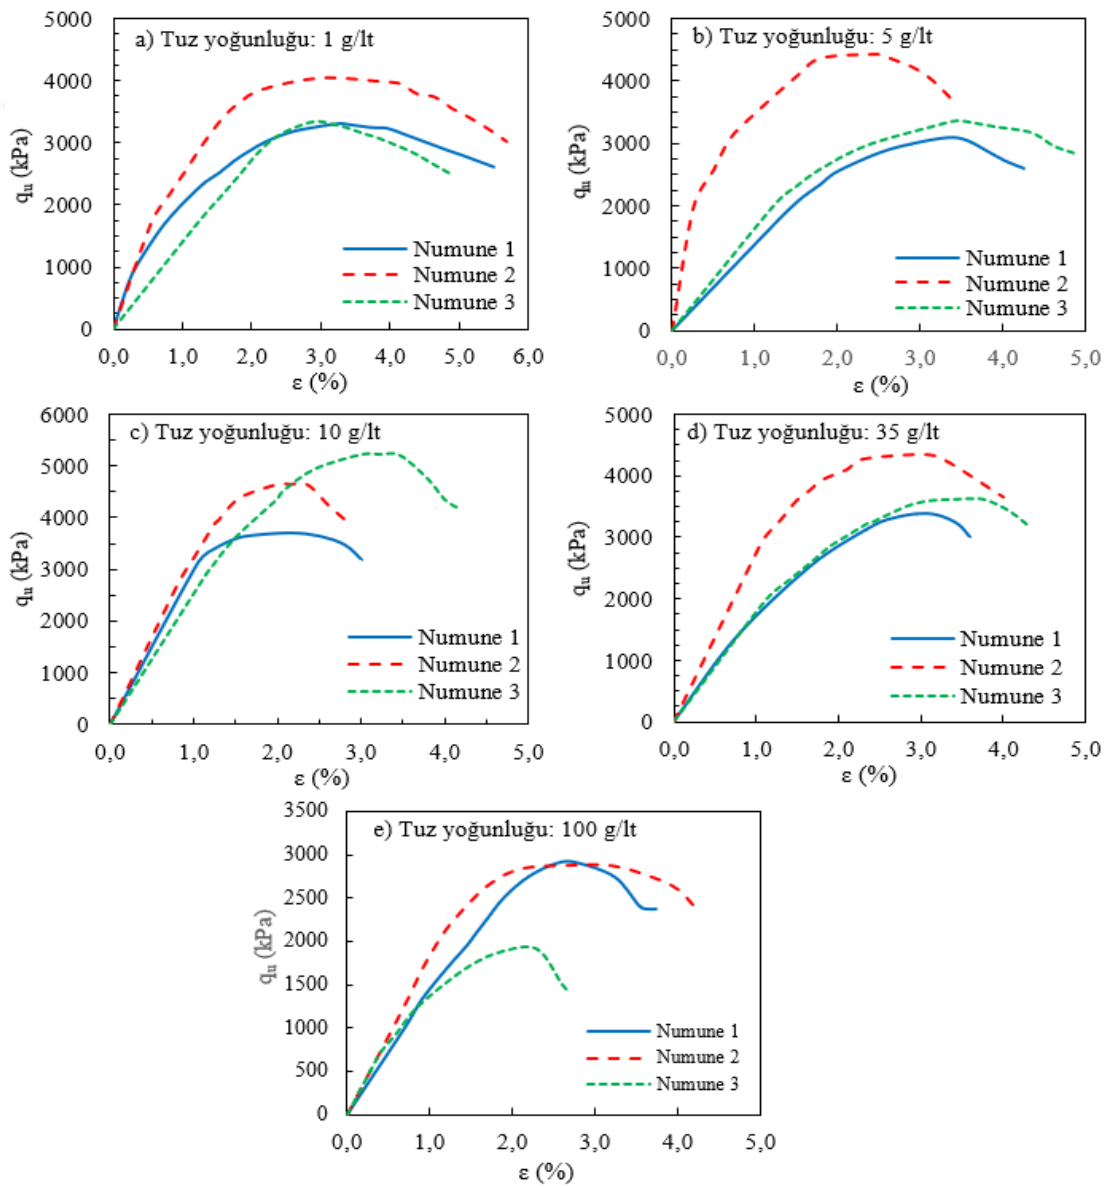 a) Tuz yoğunluğu: 1 g/lt
5000
4000
3000
2000
1000
0
qu (kPa)
Numune 1
Numune 2
Numune 3
0,0 1,0 2,0 3,0 4,0 5,0 6,0
ε (%)
b) Tuz yoğunluğu: 5 g/lt
5000
4000
3000
2000
1000
0
qu (kPa)
Numune 1
Numune 2
Numune 3
0,0 1,0 2,0 3,0 4,0 5,0
ε (%)
c) Tuz yoğunluğu: 10 g/lt
6000
5000
4000
3000
2000
1000
0
qu (kPa)
Numune 1
Numune 2
Numune 3
0,0 1,0 2,0 3,0 4,0 5,0
ε (%)
d) Tuz yoğunluğu: 35 g/lt
5000
4000
3000
2000
1000
0
qu (kPa)
Numune 1
Numune 2
Numune 3
0,0 1,0 2,0 3,0 4,0 5,0
ε (%)
e) Tuz yoğunluğu: 100 g/lt
3500
3000
2500
2000
1500
1000
500
0
qu (kPa)
Numune 1
Numune 2
Numune 3
0,0 1,0 2,0 3,0 4,0 5,0
ε (%)